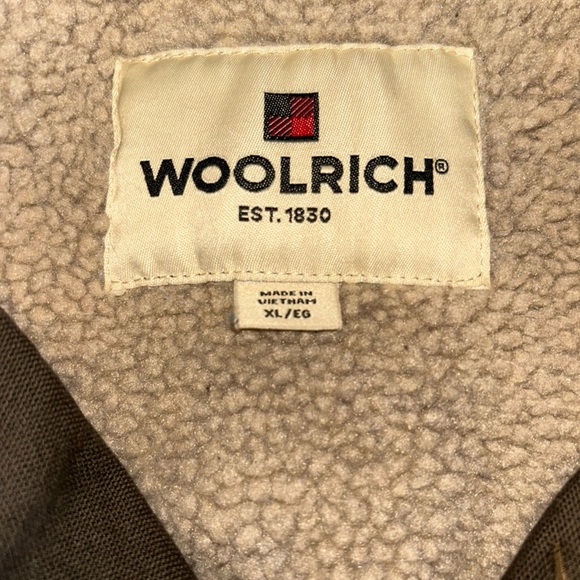 WOOLRICH®
EST. 1830
MADE IN
VIETNAM
XL/EG